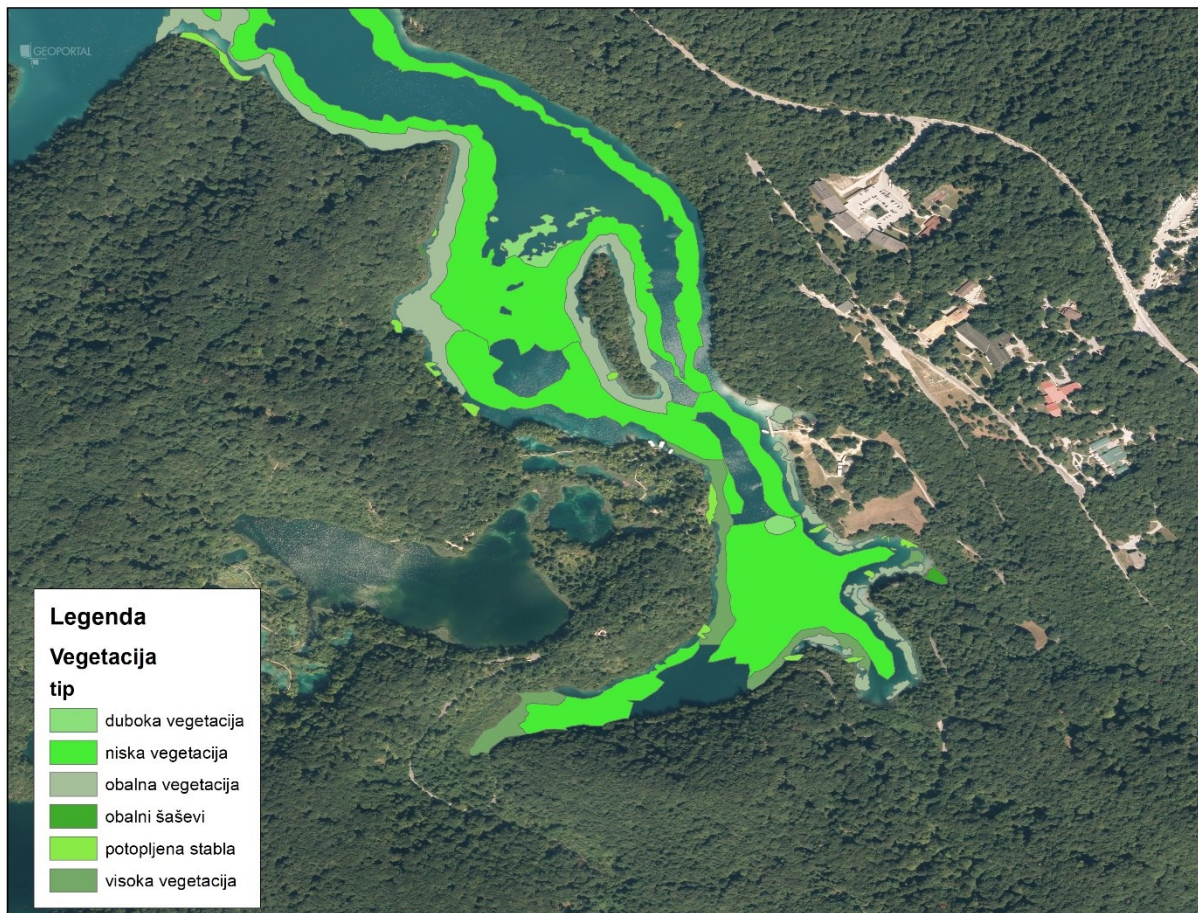 GEOPORTAL
Legenda
Vegetacija
tip
duboka vegetacija
niska vegetacija
obalna vegetacija
obalni šaševi
potopljena stabla
visoka vegetacija